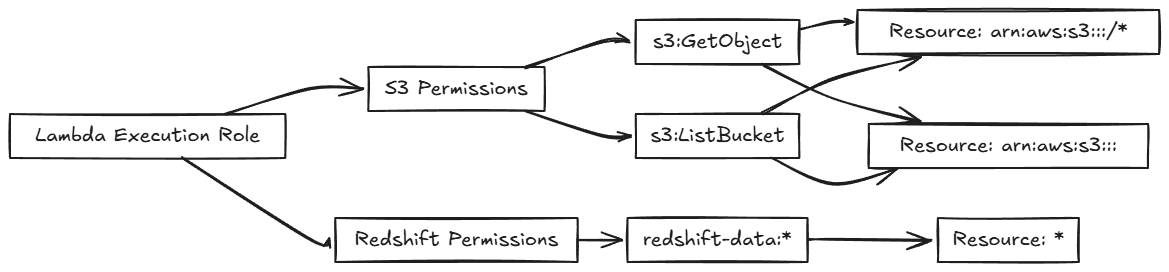 s3:GetObject
Resource: arn:aws:s3:::/*
S3 Permissions
Lambda Execution Role
s3:ListBucket
Resource: arn:aws:s3:::
Redshift Permissions
redshift-data:*
Resource: *